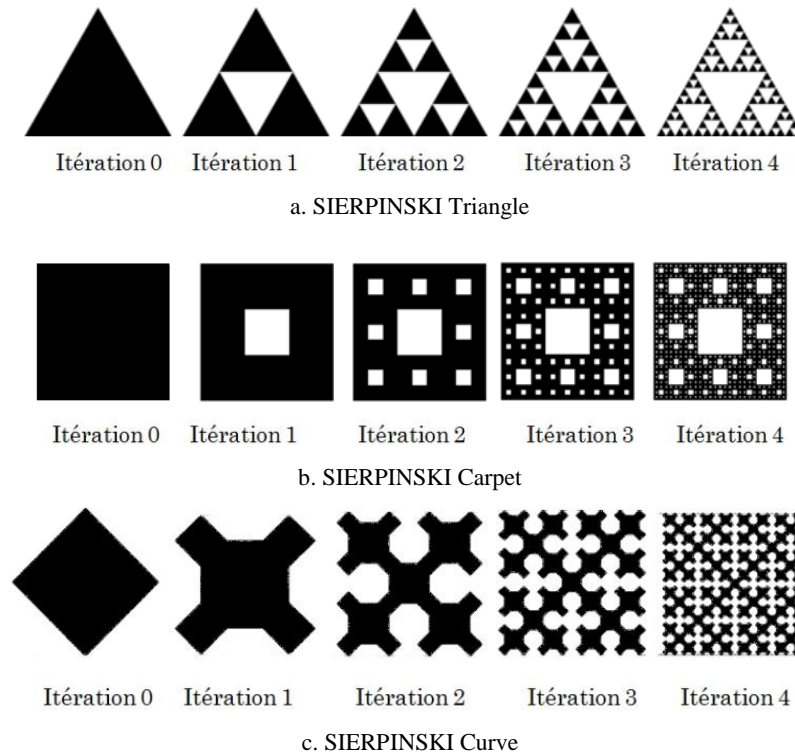 Itération 0 Itération 1 Itération 2 Itération 3 Itération 4
a. SIERPINSKI Triangle
Itération 0 Itération 1 Itération 2 Itération 3 Itération 4
b. SIERPINSKI Carpet
Itération 0 Itération 1 Itération 2 Itération 3 Itération 4
c. SIERPINSKI Curve